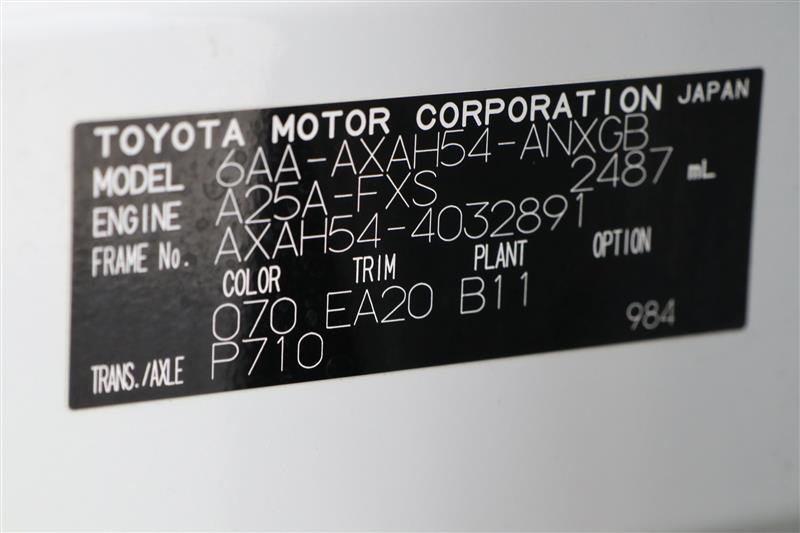 TOYOTA MOTOR CORPORATION JAPAN
MODEL 6AA-AXAH54-ANXGB
ENGINE A25A-FXS 2487 mL
FRAME No. AXAH54-4032891
COLOR TRIM PLANT OPTION
070 EA20 B11
TRANS./AXLE P710 984